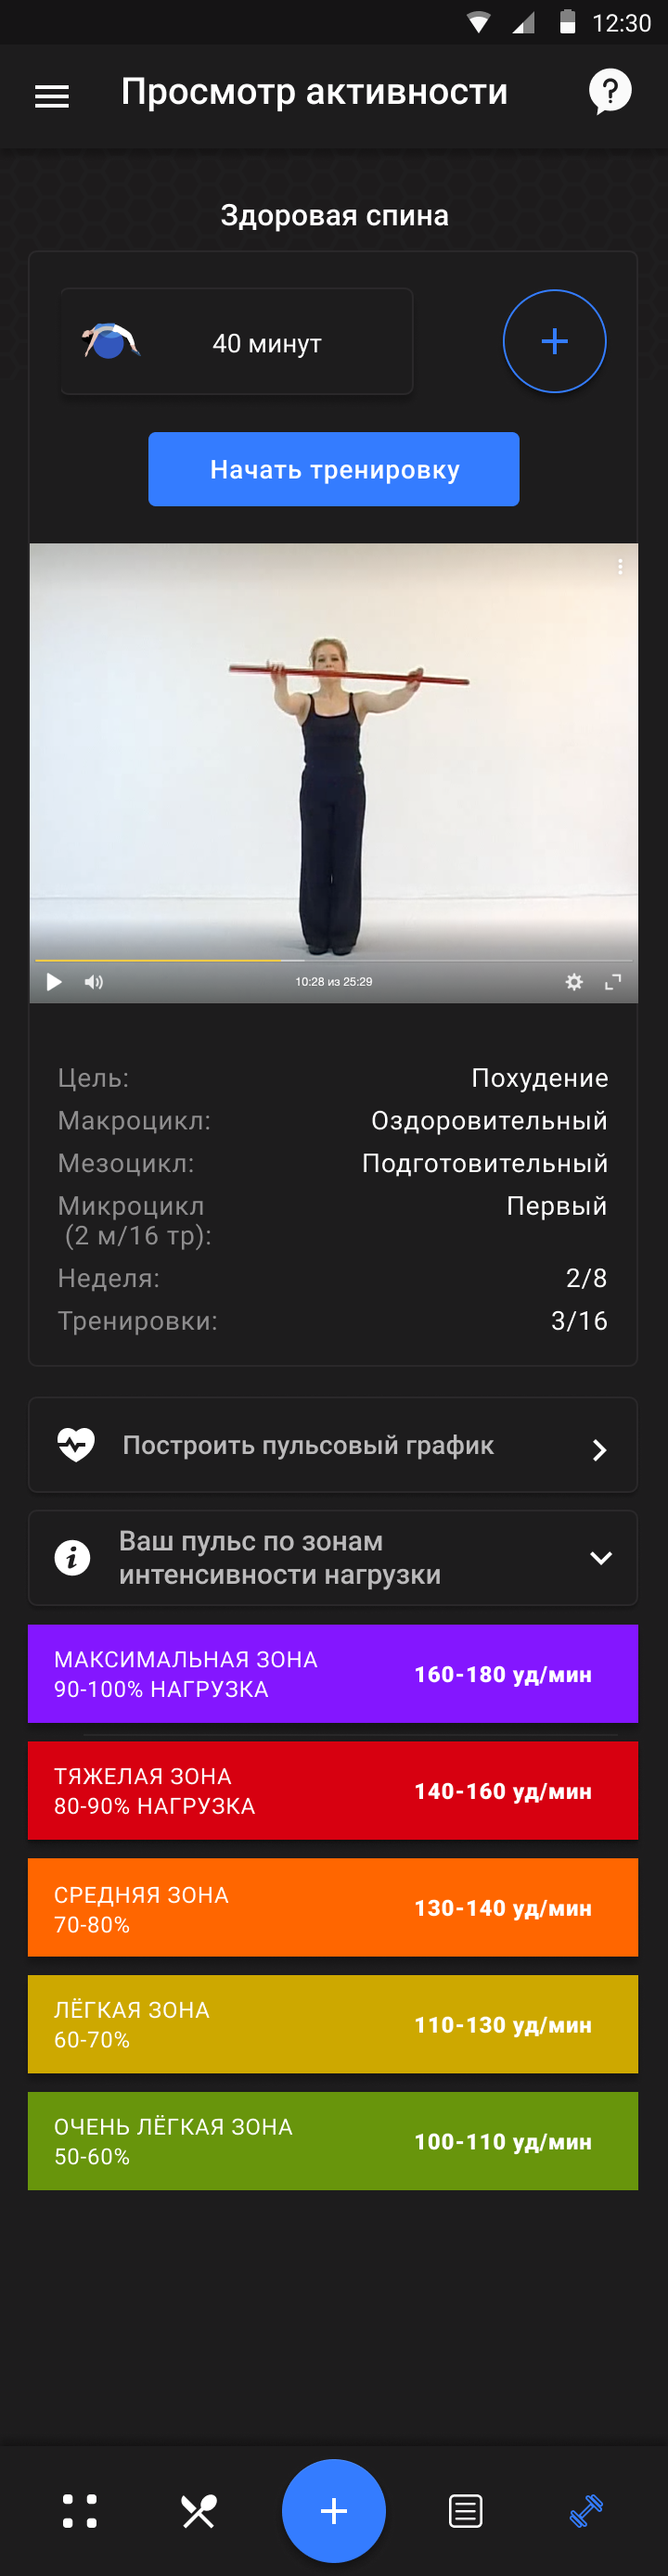 12:30
Просмотр активности
Здоровая спина
40 минут
Начать тренировку
10:28 из 25:29
Цель: Похудение
Макроцикл: Оздоровительный
Мезоцикл: Подготовительный
Микроцикл Первый
(2 м/16 тр):
Неделя: 2/8
Тренировки: 3/16
Построить пульсовый график
Ваш пульс по зонам
интенсивности нагрузки
МАКСИМАЛЬНАЯ ЗОНА
90-100% НАГРУЗКА
160-180 уд/мин
ТЯЖЕЛАЯ ЗОНА
80-90% НАГРУЗКА
140-160 уд/мин
СРЕДНЯЯ ЗОНА
70-80%
130-140 уд/мин
ЛЁГКАЯ ЗОНА
60-70%
110-130 уд/мин
ОЧЕНЬ ЛЁГКАЯ ЗОНА
50-60%
100-110 уд/мин